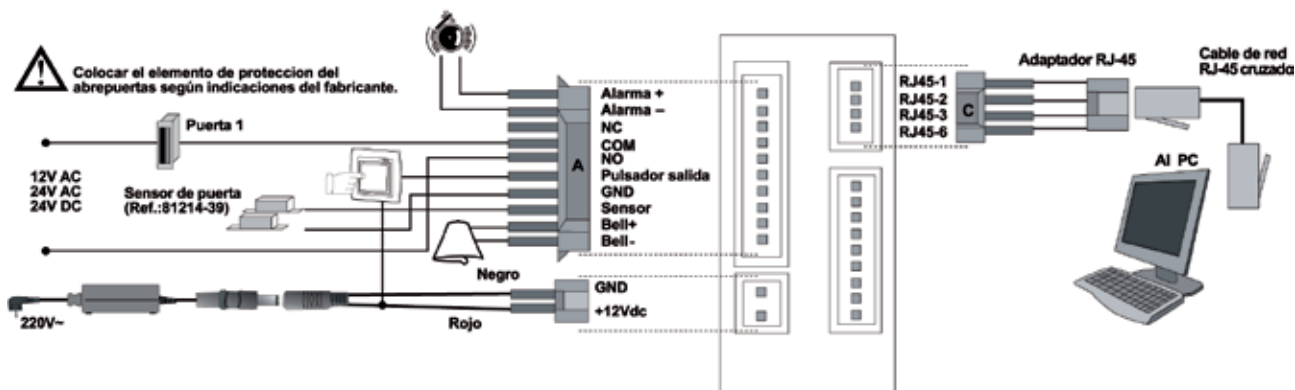 Colocar el elemento de proteccion del
abrepuertas según indicaciones del fabricante.
Puerta 1
12V AC
24V AC
24V DC
Sensor de puerta
(Ref.:81214-39)
220V~
Negro
Rojo
A
Alarma +
Alarma –
NC
COM
NO
Pulsador salida
GND
Sensor
Bell+
Bell-
GND
+12Vdc
RJ45-1
RJ45-2
RJ45-3
RJ45-6
C
Adaptador RJ-45
Cable de red
RJ-45 cruzado
Al PC